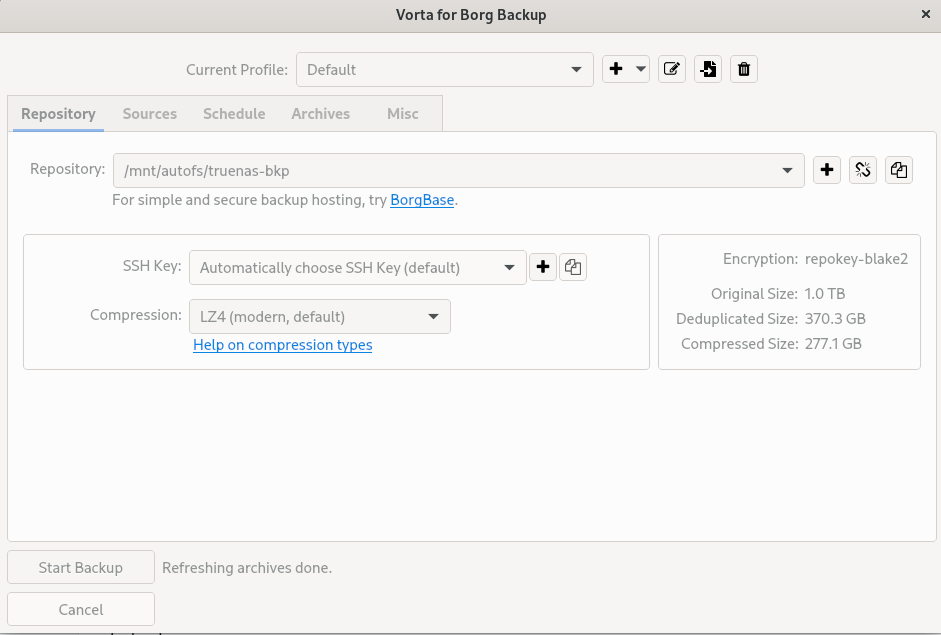 Vorta for Borg Backup
Current Profile: Default
Repository Sources Schedule Archives Misc
Repository: /mnt/autofs/truenas-bkp
For simple and secure backup hosting, try BorgBase.
SSH Key: Automatically choose SSH Key (default)
Compression: LZ4 (modern, default)
Help on compression types
Encryption: repokey-blake2
Original Size: 1.0 TB
Deduplicated Size: 370.3 GB
Compressed Size: 277.1 GB
Start Backup Refreshing archives done.
Cancel